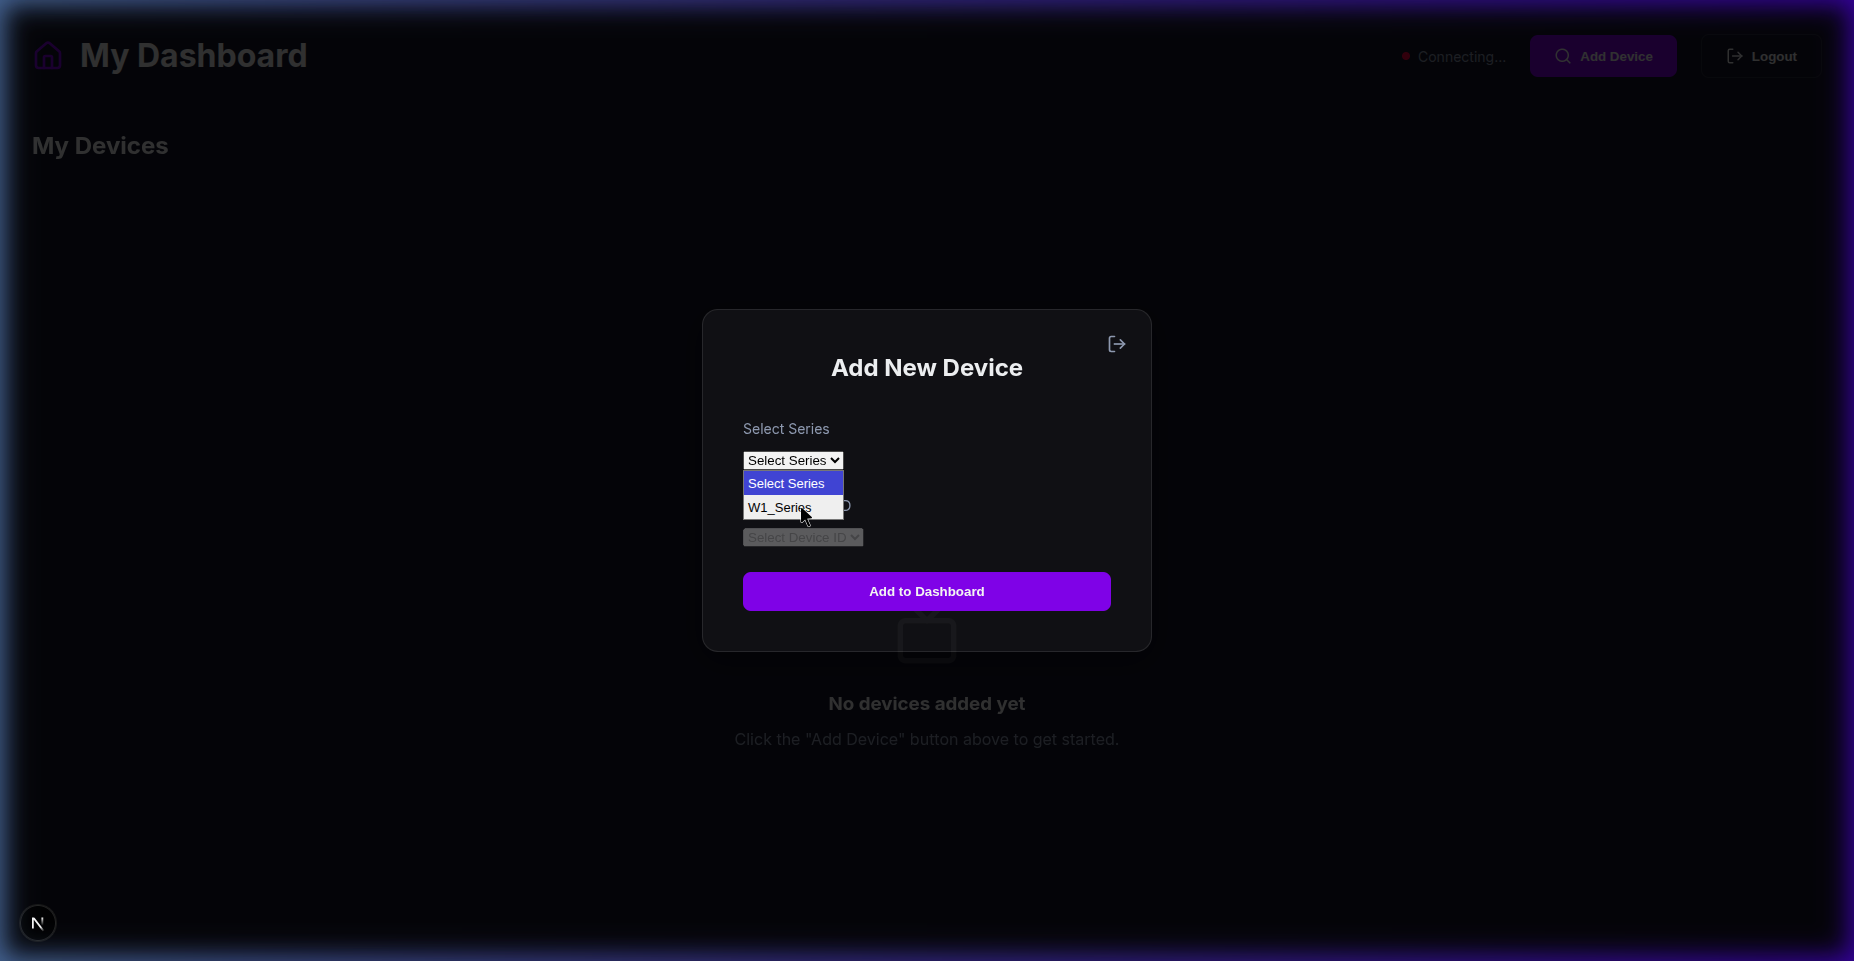 My Dashboard
Connecting...
Add Device
Logout
My Devices
Add New Device
Select Series
Select Series
Select Series
W1_Series
D
Select Device ID
Add to Dashboard
No devices added yet
Click the "Add Device" button above to get started.
N